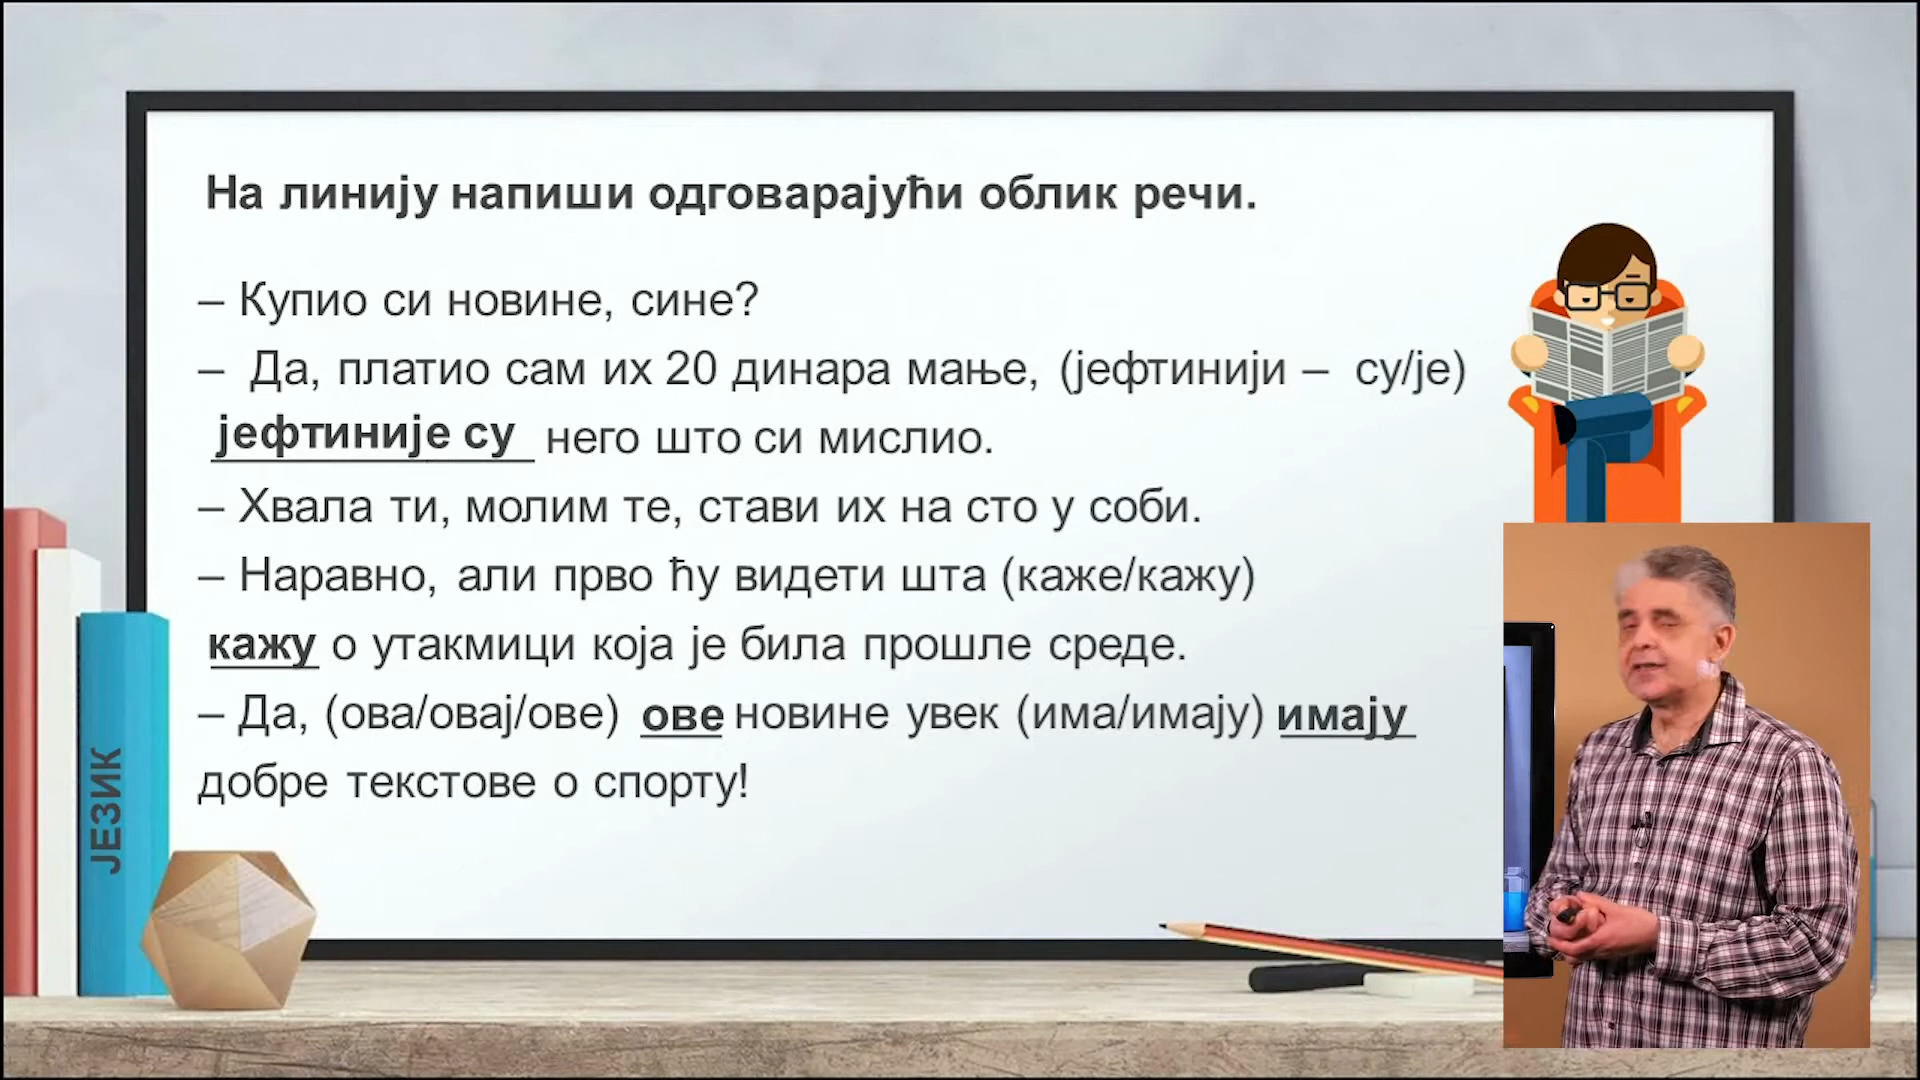 На линију напиши одговарајући облик речи.
– Купио си новине, сине?
– Да, платио сам их 20 динара мање, (јефтинији – су/је)
јефтиније су него што си мислио.
– Хвала ти, молим те, стави их на сто у соби.
– Наравно, али прво ћу видети шта (каже/кажу)
кажу о утакмици која је била прошле среде.
– Да, (ова/овај/ове) ове новине увек (има/имају) имају
добре текстове о спорту!
ЈЕЗИК